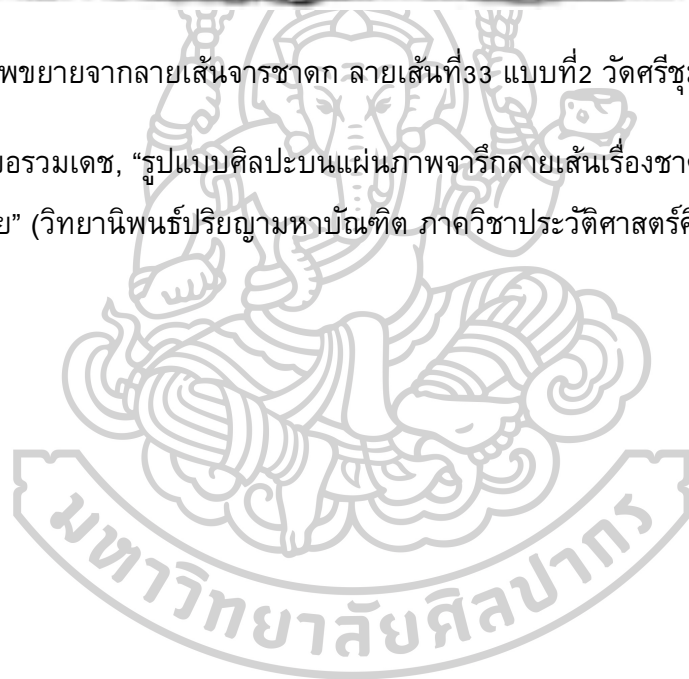 พขยายจากลายเส้นจารชาดก ลายเส้นที่33 แบบที่2 วัดศรีชุม
อรวมเดช, “รูปแบบศิลปะบนแผ่นภาพจารึกลายเส้นเรื่องชาด
ย” (วิทยานิพนธ์ปริญญามหาบัณฑิต ภาควิชาประวัติศาสตร์ศิ
มหาวิทยาลัยศิลปากร